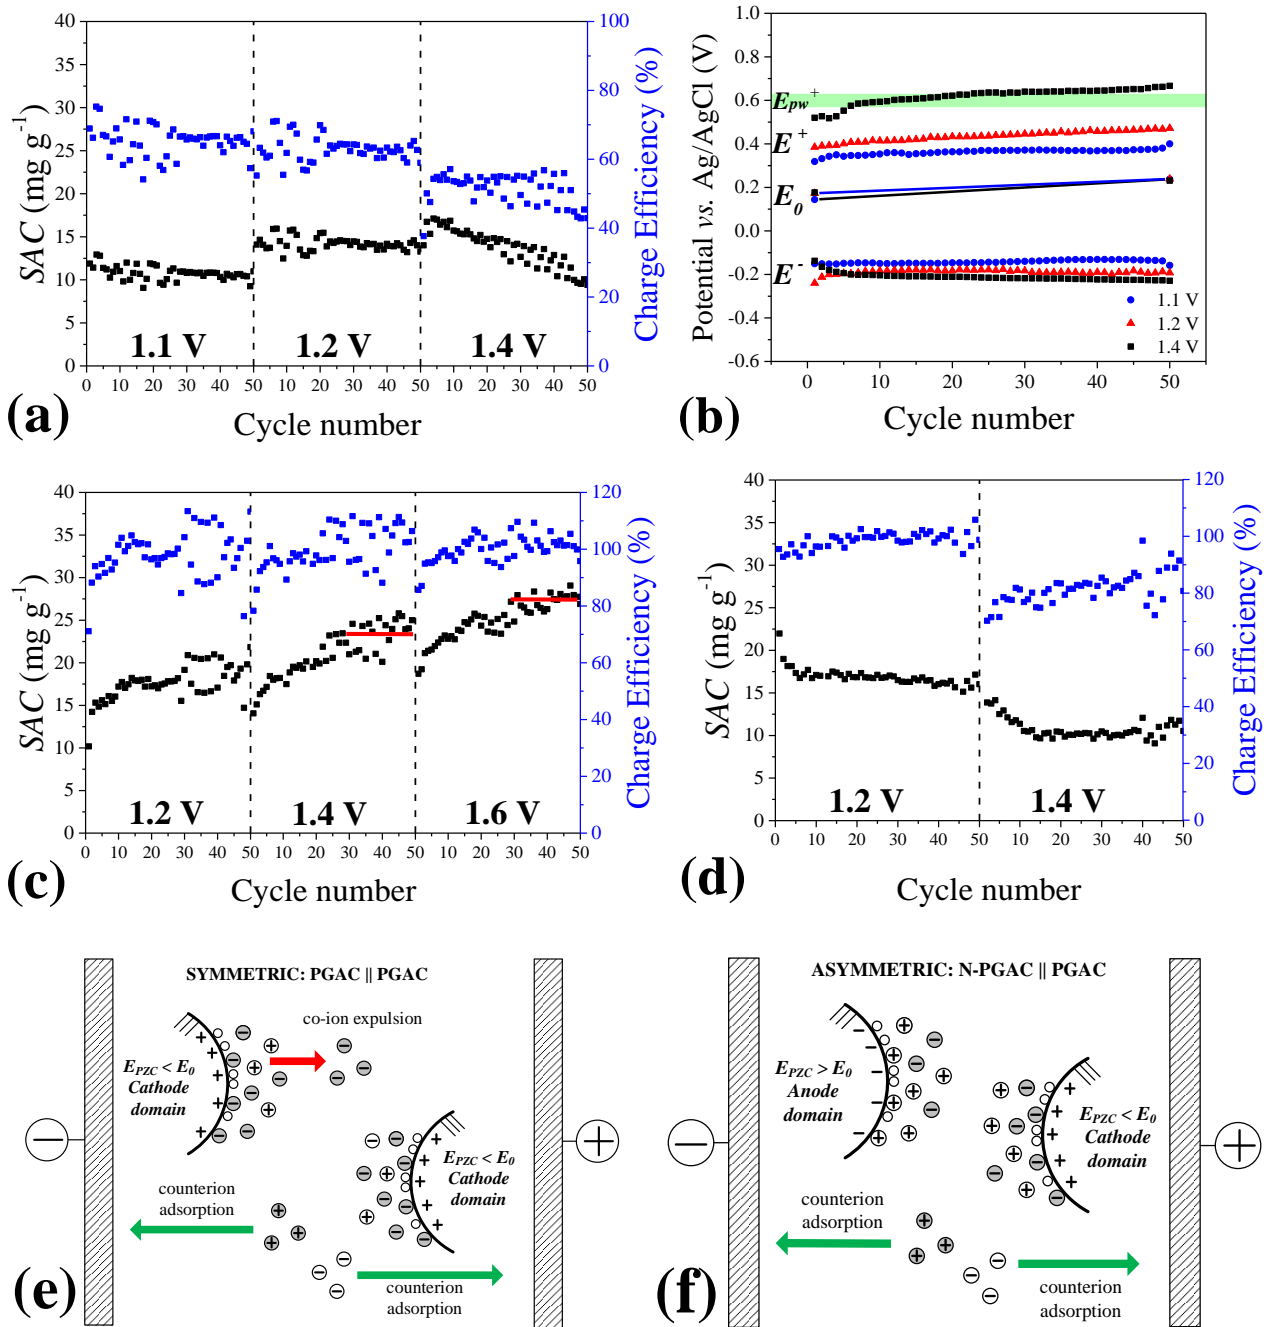 40
35
30
25
20
15
10
5
0
SAC (mg g⁻¹)
100
80
60
40
20
0
Charge Efficiency (%)
1.1 V 1.2 V 1.4 V
0 10 20 30 40 50 10 20 30 40 50 10 20 30 40 50
Cycle number
(a)
1.0
0.8
0.6
0.4
0.2
0.0
-0.2
-0.4
-0.6
Potential vs. Ag/AgCl (V)
E_pw⁺
E⁺
E₀
E⁻
1.1 V
1.2 V
1.4 V
0 10 20 30 40 50
Cycle number
(b)
40
35
30
25
20
15
10
5
0
SAC (mg g⁻¹)
120
100
80
60
40
20
0
Charge Efficiency (%)
1.2 V 1.4 V 1.6 V
0 10 20 30 40 50 10 20 30 40 50 10 20 30 40 50
Cycle number
(c)
40
35
30
25
20
15
10
5
0
SAC (mg g⁻¹)
120
100
80
60
40
20
0
Charge Efficiency (%)
1.2 V 1.4 V
0 10 20 30 40 50 10 20 30 40 50
Cycle number
(d)
SYMMETRIC: PGAC || PGAC
co-ion expulsion
E_PZC < E₀
Cathode
domain
E_PZC < E₀
Cathode
domain
counterion
adsorption
counterion
adsorption
(e)
ASYMMETRIC: N-PGAC || PGAC
E_PZC > E₀
Anode
domain
E_PZC < E₀
Cathode
domain
counterion
adsorption
counterion
adsorption
(f)